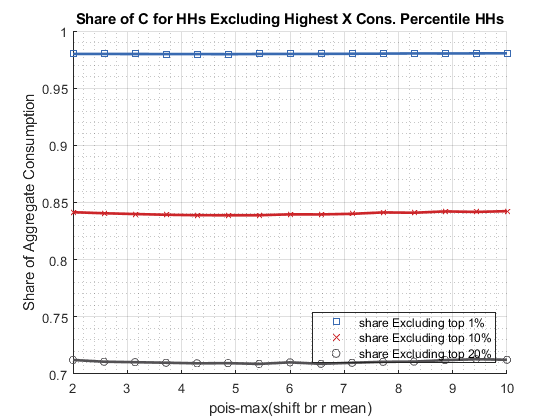 Share of C for HHs Excluding Highest X Cons. Percentile HHs
1
0.95
0.9
0.85
0.8
0.75
0.7
Share of Aggregate Consumption
share Excluding top 1%
share Excluding top 10%
share Excluding top 20%
2 3 4 5 6 7 8 9 10
pois-max(shift br r mean)